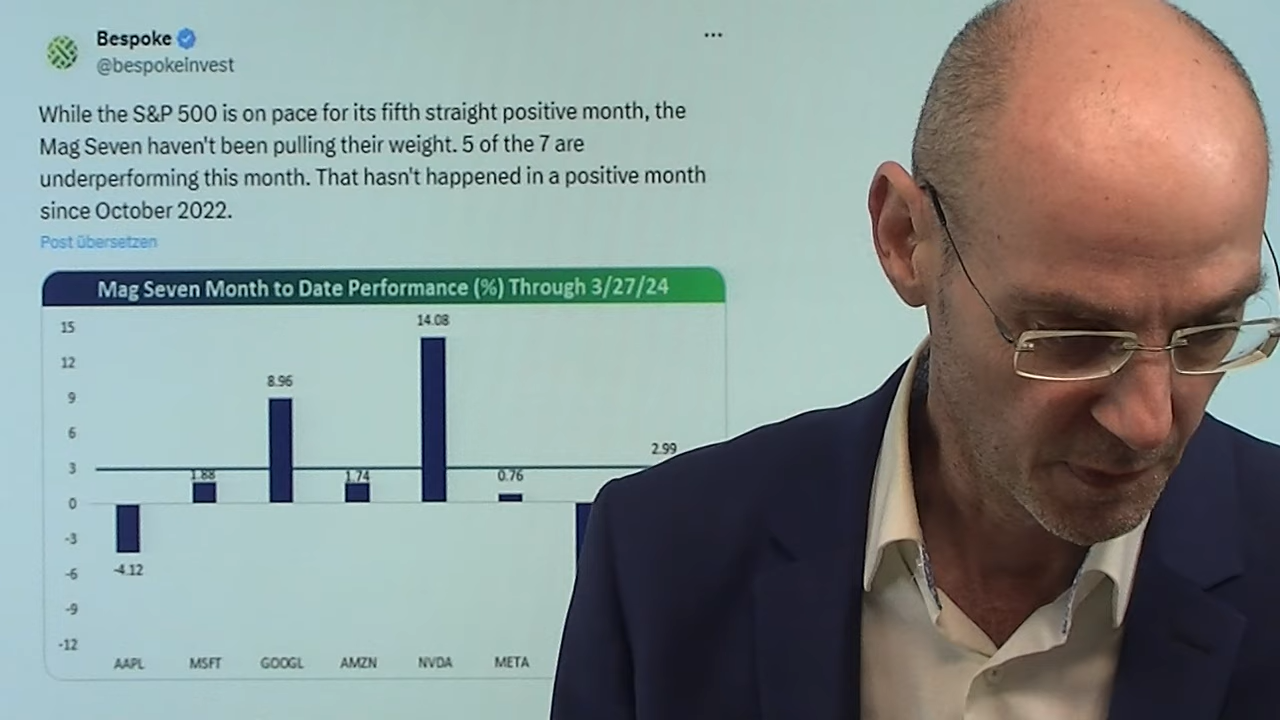 Bespoke
@bespokeinvest
...
While the S&P 500 is on pace for its fifth straight positive month, the
Mag Seven haven't been pulling their weight. 5 of the 7 are
underperforming this month. That hasn't happened in a positive month
since October 2022.
Post übersetzen
Mag Seven Month to Date Performance (%) Through 3/27/24
15
12
9
6
3
0
-3
-6
-9
-12
-4.12
1.88
8.96
1.74
14.08
0.76
2.99
AAPL
MSFT
GOOGL
AMZN
NVDA
META